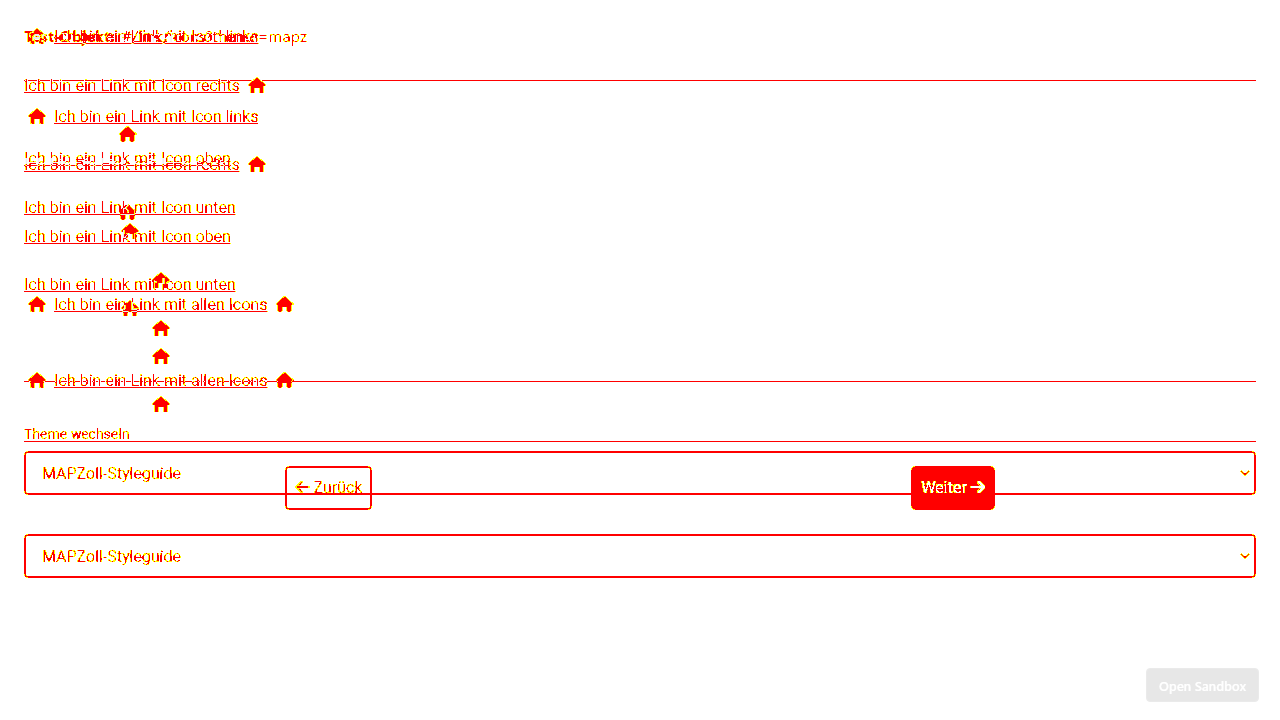 Ich bin ein Link mit Icon links
Ich bin ein Link mit Icon rechts
Ich bin ein Link mit Icon links
Ich bin ein Link mit Icon oben
Ich bin ein Link mit Icon rechts
Ich bin ein Link mit Icon unten
Ich bin ein Link mit Icon oben
Ich bin ein Link mit Icon unten
Ich bin ein Link mit allen Icons
Ich bin ein Link mit allen Icons
Theme wechseln
MAPZoll-Styleguide
← Zurück Weiter →
MAPZoll-Styleguide
Open Sandbox